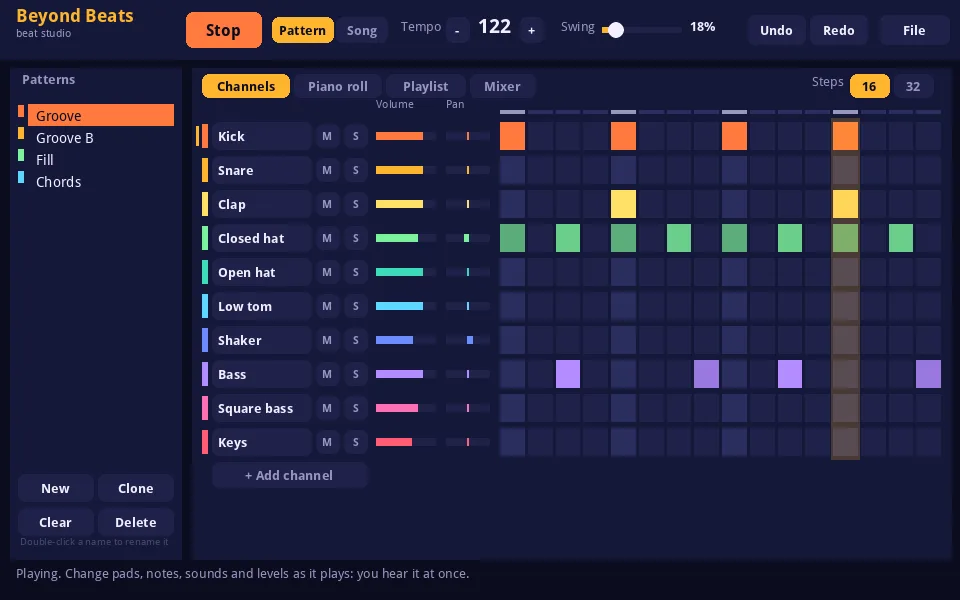 Beyond Beats
beat studio
Stop
Pattern
Song
Tempo
-
122
+
Swing
18%
Undo
Redo
File
Patterns
Groove
Groove B
Fill
Chords
New
Clone
Clear
Delete
Double-click a name to rename it
Channels
Piano roll
Playlist
Mixer
Steps
16
32
Volume
Pan
Kick M S
Snare M S
Clap M S
Closed hat M S
Open hat M S
Low tom M S
Shaker M S
Bass M S
Square bass M S
Keys M S
+ Add channel
Playing. Change pads, notes, sounds and levels as it plays: you hear it at once.